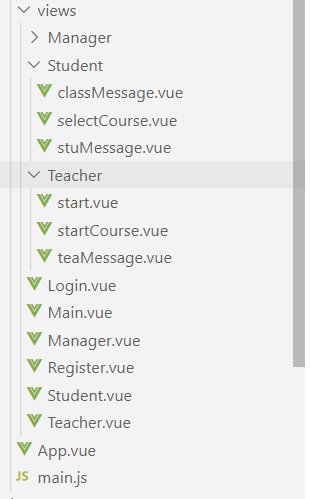 views
Manager
Student
classMessage.vue
selectCourse.vue
stuMessage.vue
Teacher
start.vue
startCourse.vue
teaMessage.vue
Login.vue
Main.vue
Manager.vue
Register.vue
Student.vue
Teacher.vue
App.vue
JS main.js